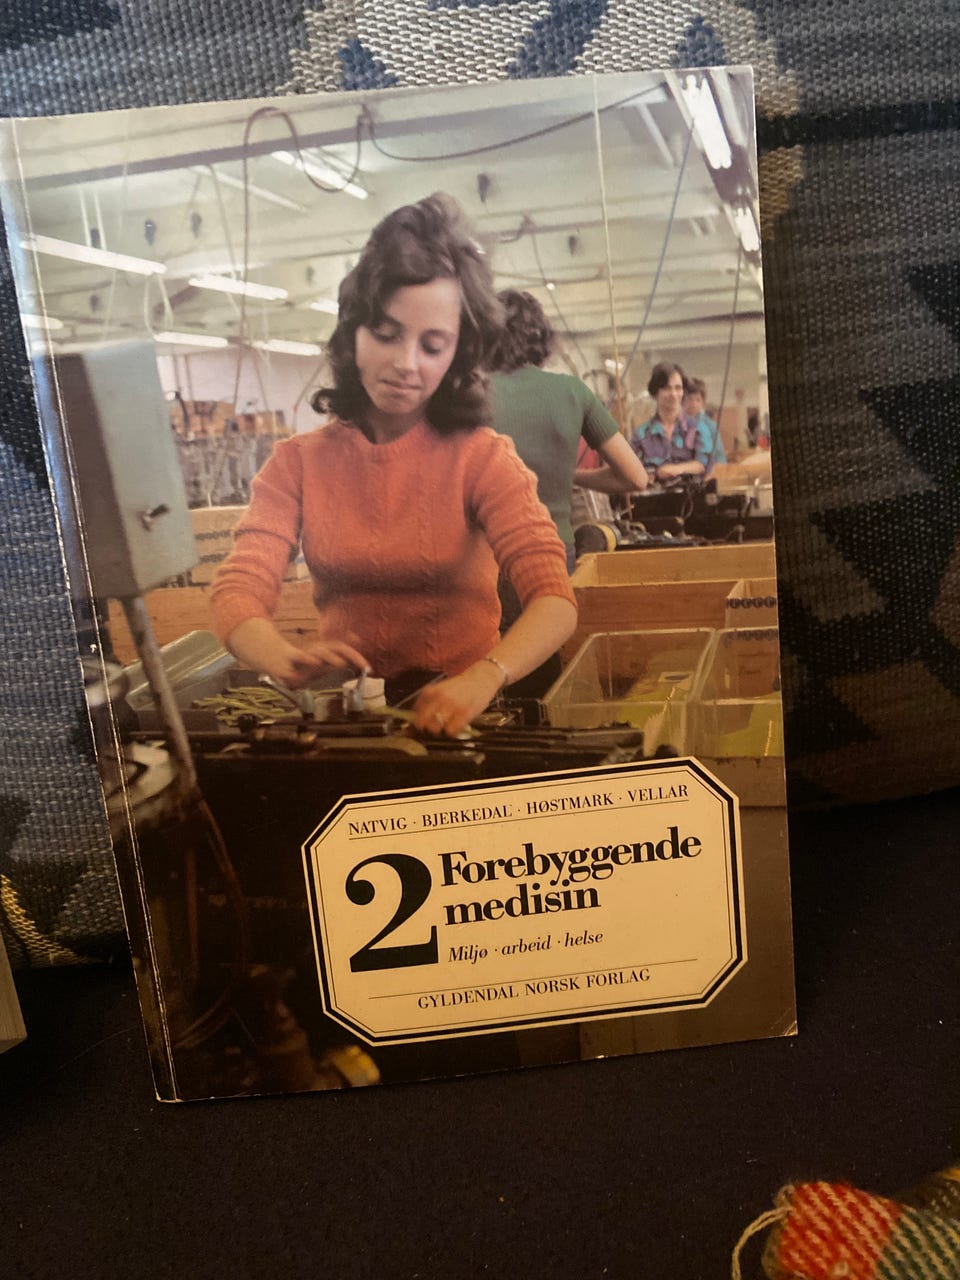 NATVIG · BJERKEDAL · HØSTMARK · VELLAR
2 Forebyggende
medisin
Miljø · arbeid · helse
GYLDENDAL NORSK FORLAG